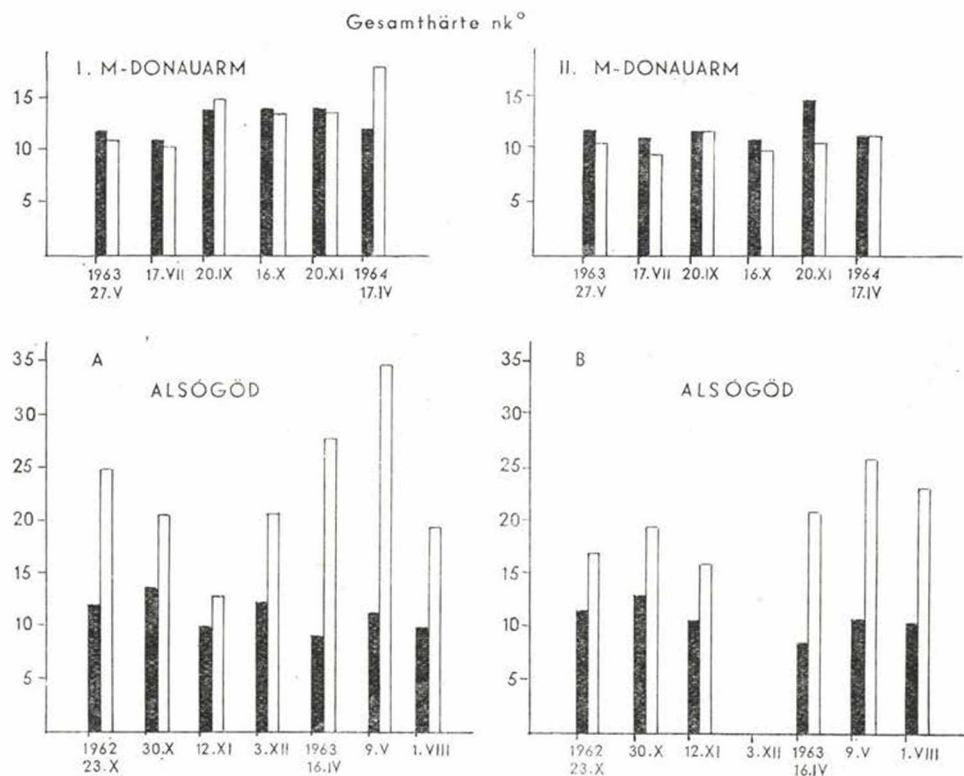 Gesamthärte nk°
I. M-DONAUARM
15
10
5
1963 17.VII 20.IX 16.X 20.XI 1964
27.V 17.IV
II. M-DONAUARM
15
10
5
1963 17.VII 20.IX 16.X 20.XI 1964
27.V 17.IV
A
ALSÓGÖD
35
30
25
20
15
10
5
1962 30.X 12.XI 3.XII 1963 9.V 1.VIII
23.X 16.IV
B
ALSÓGÖD
35
30
25
20
15
10
5
1962 30.X 12.XI 3.XII 1963 9.V 1.VIII
23.X 16.IV